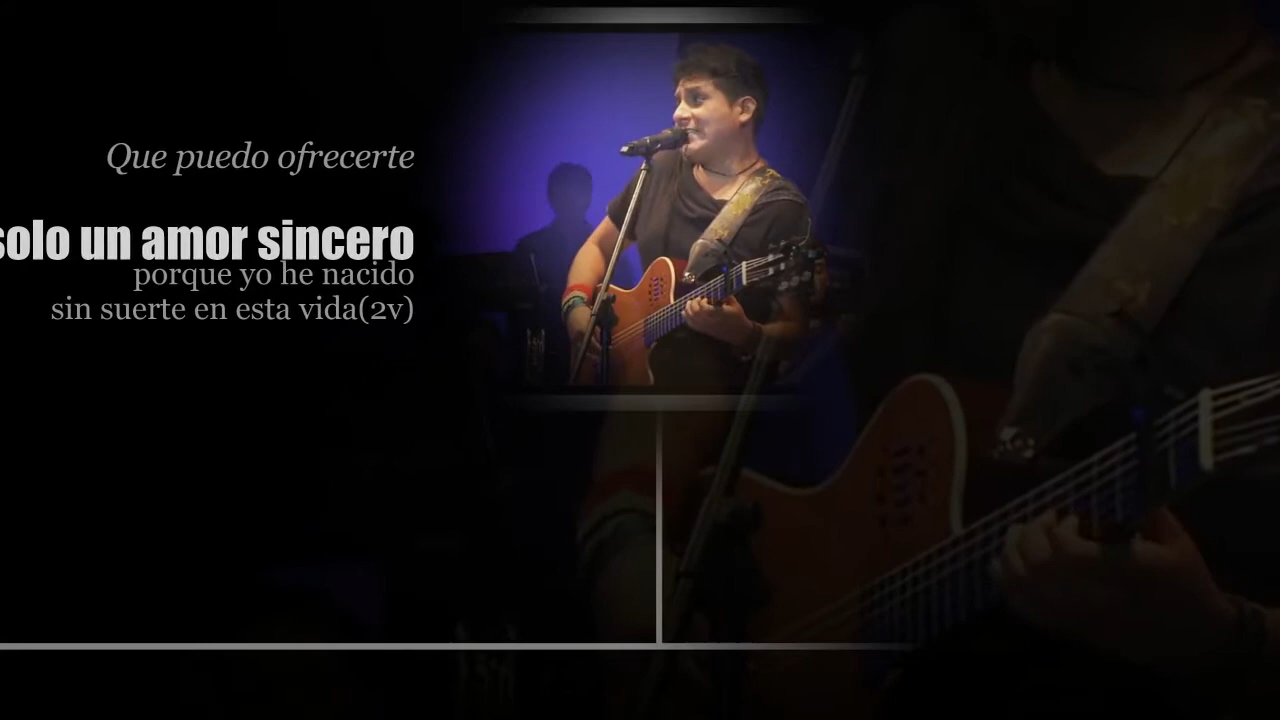 Que puedo ofrecerte
solo un amor sincero
porque yo he nacido
sin suerte en esta vida(2v)